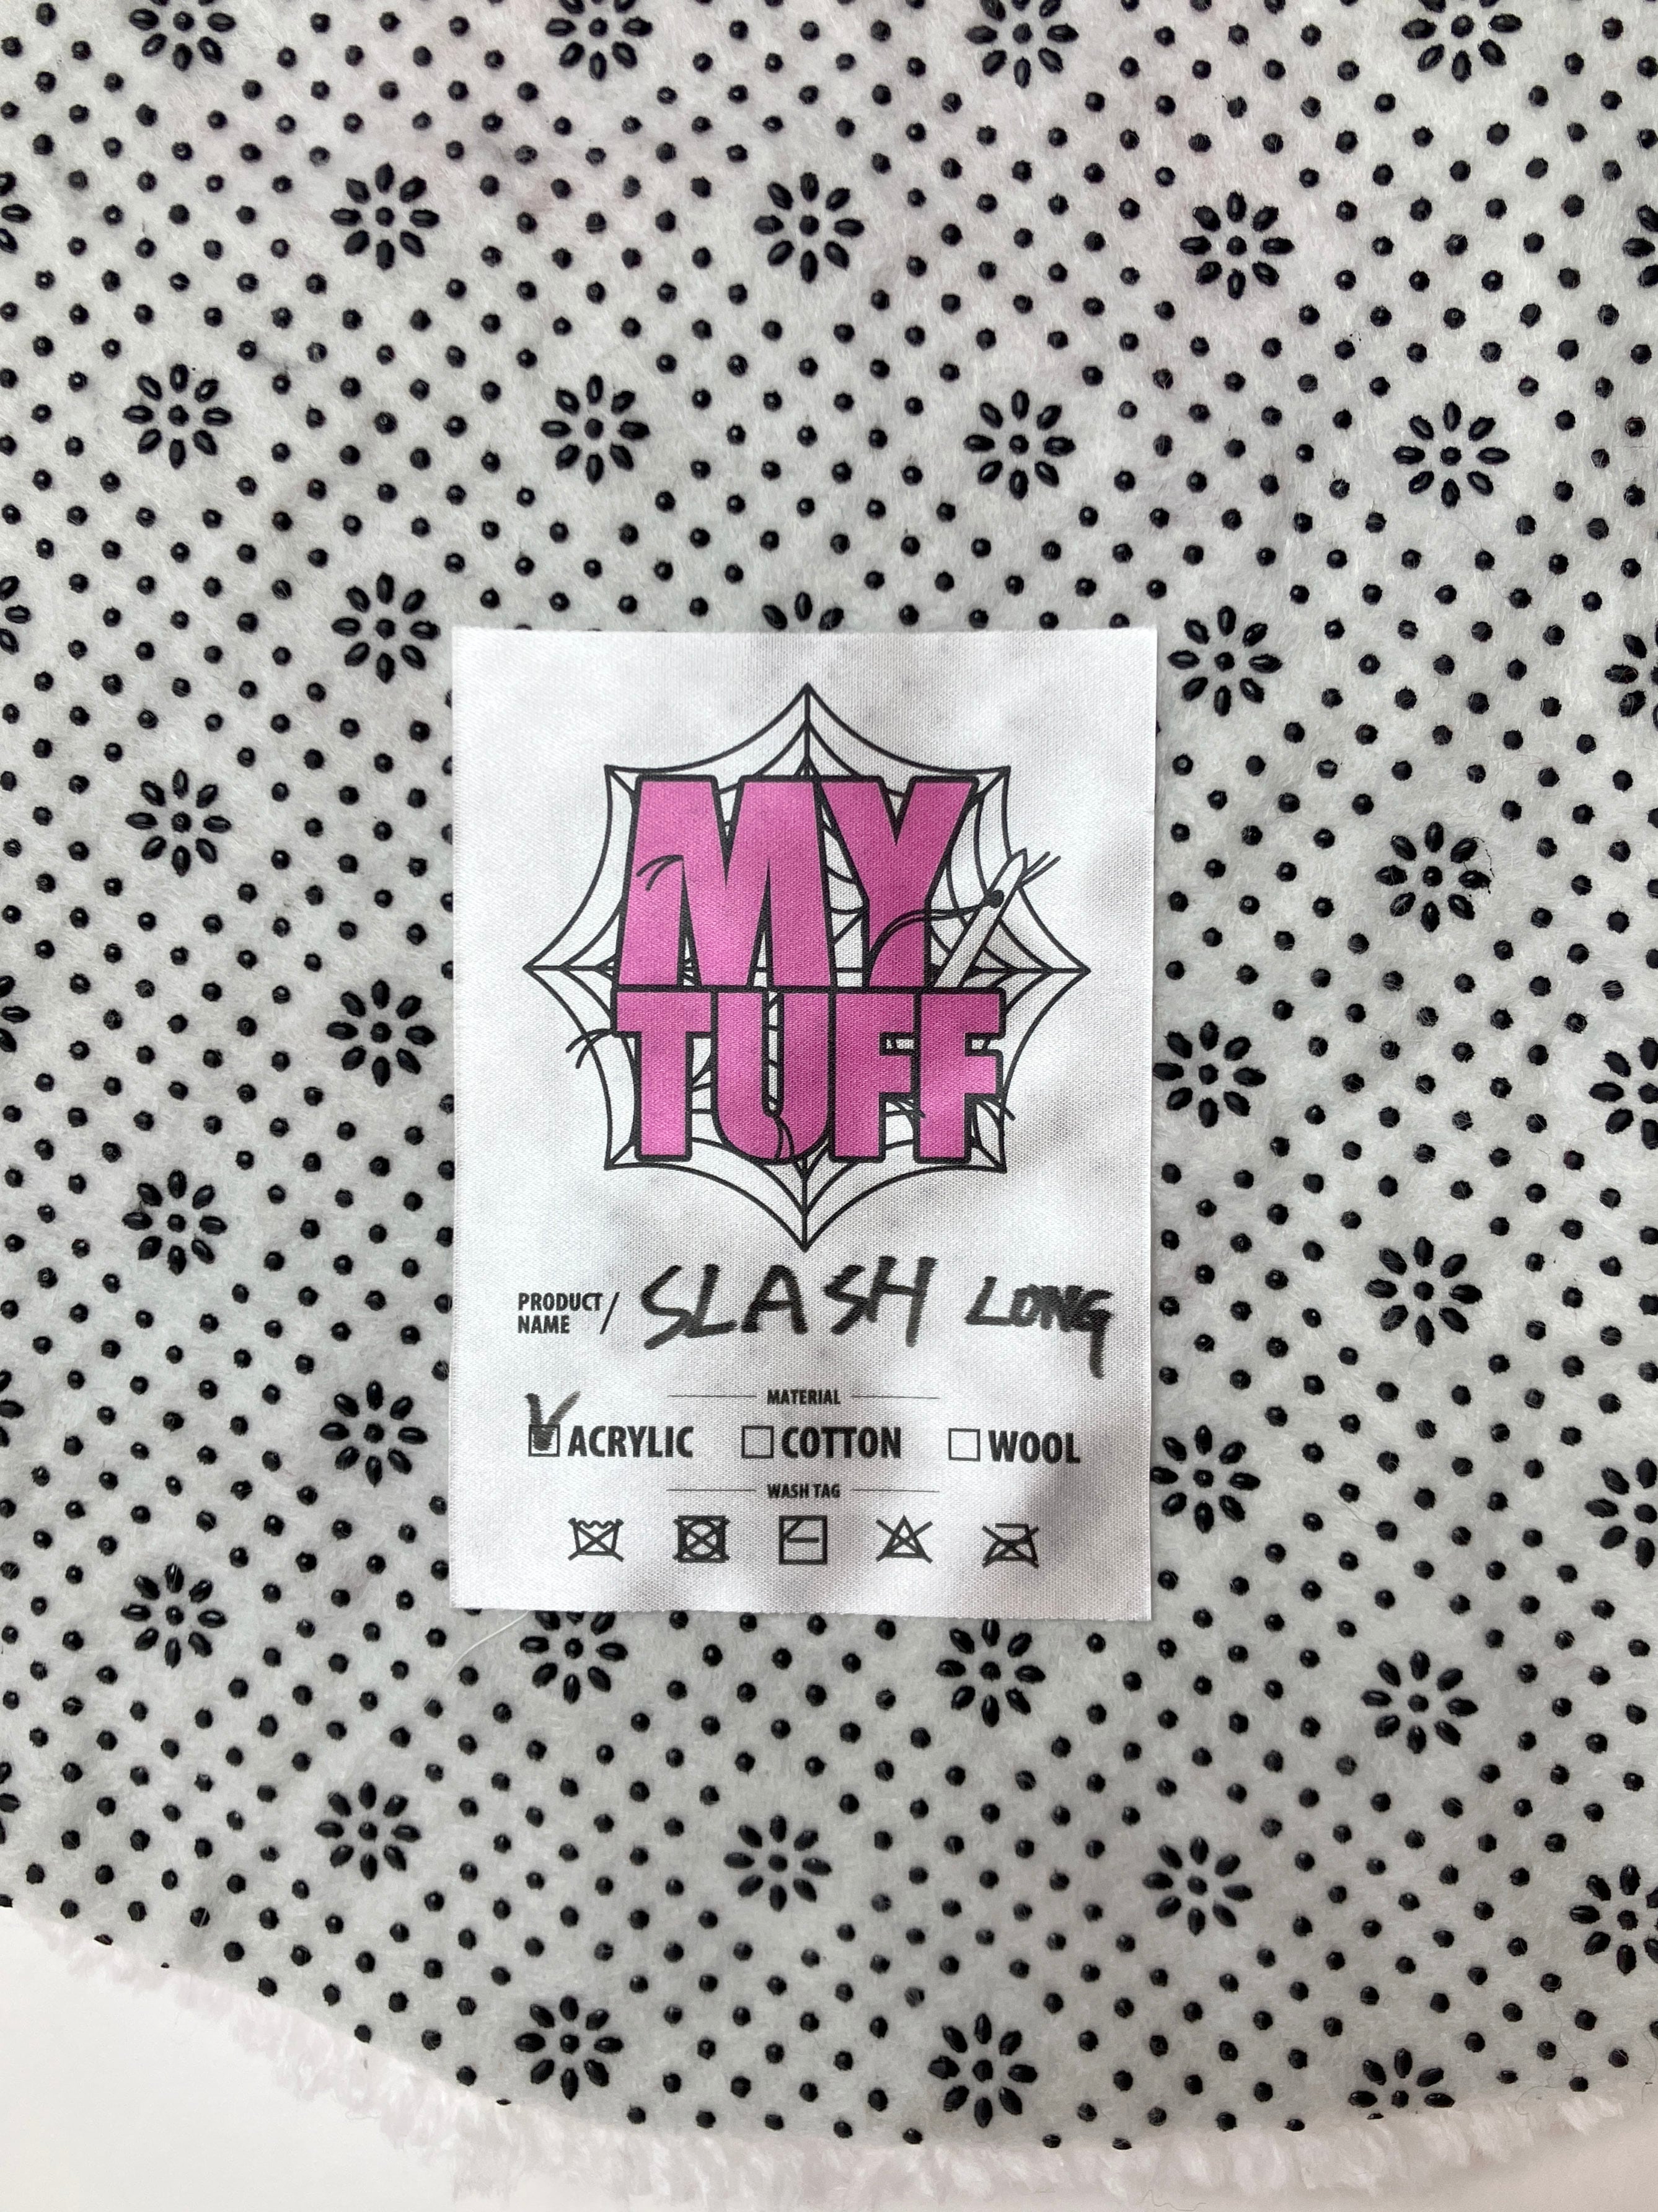 MY
TUFF
PRODUCT NAME / SLASH LONG
MATERIAL
ACRYLIC COTTON WOOL
WASH TAG